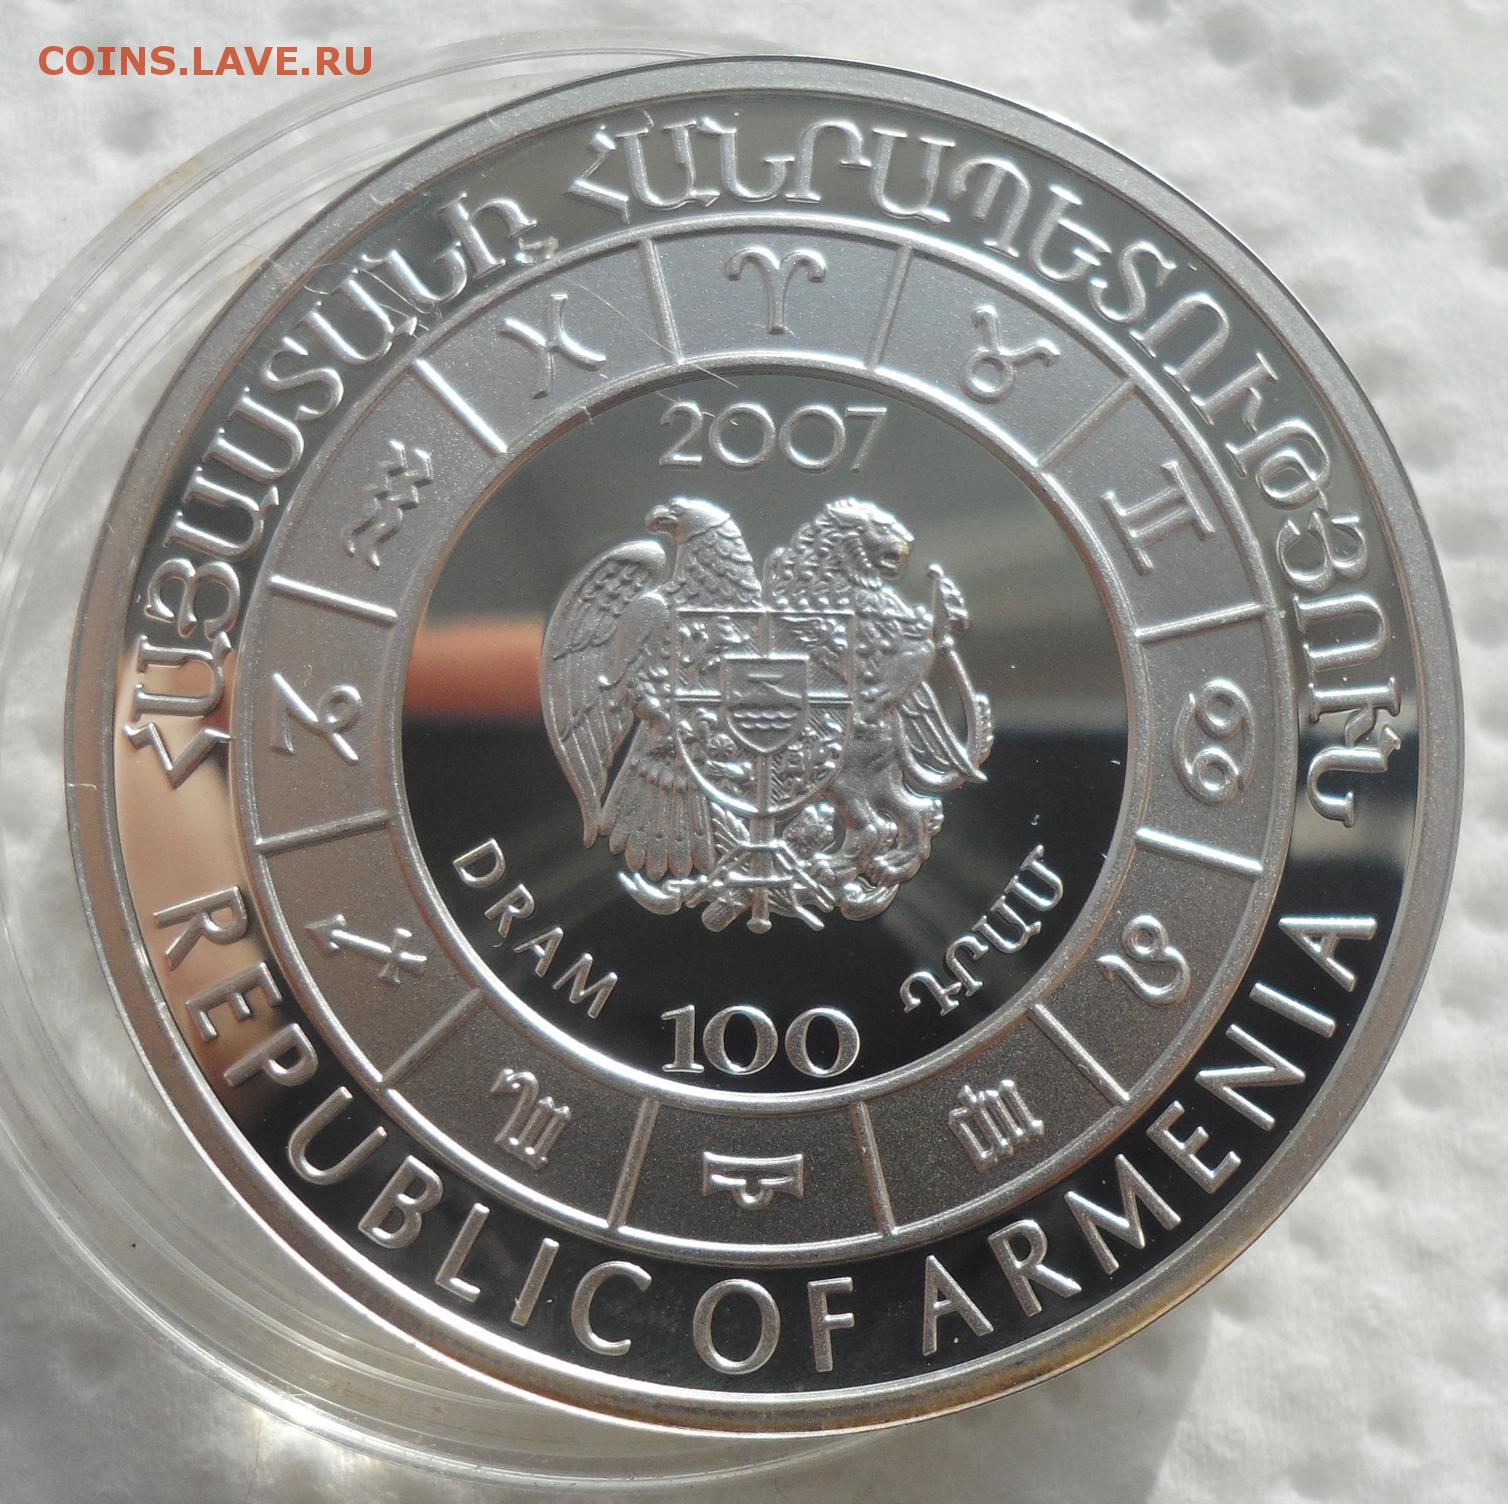 COINS.LAVE.RU
ՀԱՅԱՍՏԱՆԻ ՀԱՆՐԱՊԵՏՈՒԹՅՈՒՆ
2007
DRAM
100
ԴՐԱՄ
REPUBLIC OF ARMENIA